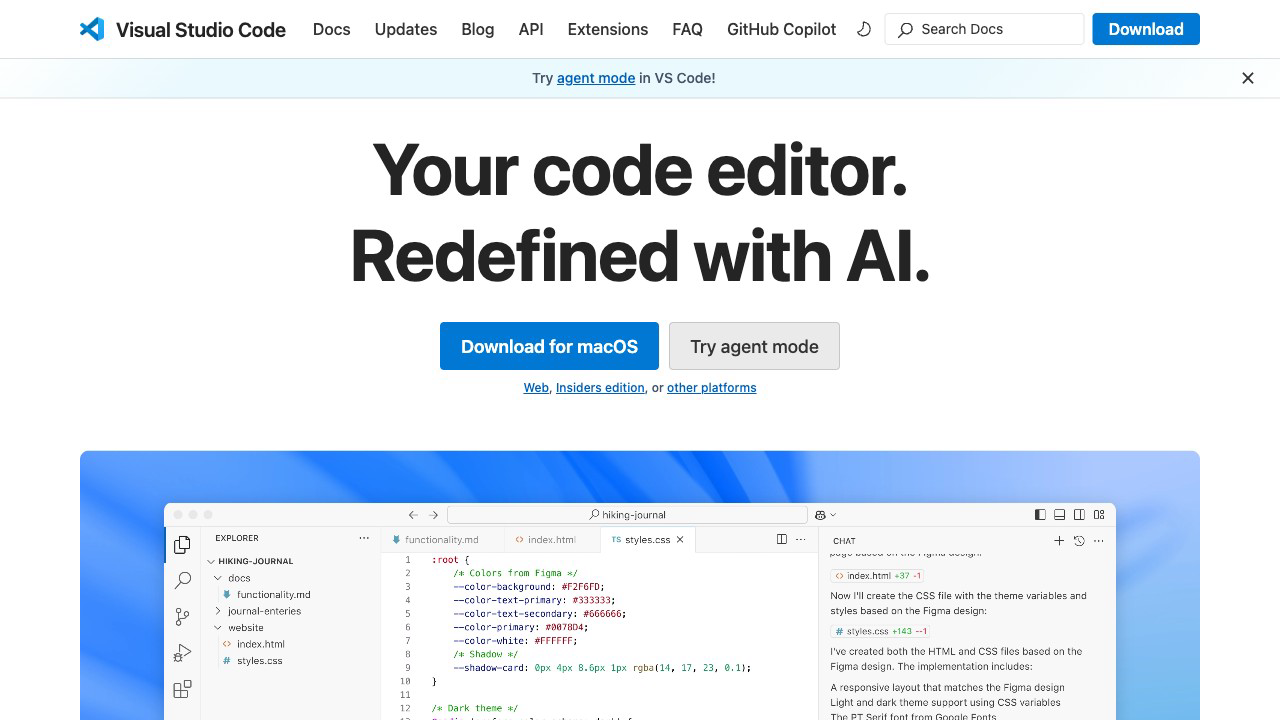 Visual Studio Code Docs Updates Blog API Extensions FAQ GitHub Copilot Search Docs Download
Try agent mode in VS Code!
Your code editor.
Redefined with AI.
Download for macOS Try agent mode
Web, Insiders edition, or other platforms
hiking-journal
EXPLORER
HIKING-JOURNAL
docs
functionality.md
journal-enteries
website
index.html
styles.css
functionality.md index.html TS styles.css
1 :root {
2 /* Colors from Figma */
3 --color-background: #F2F6FD;
4 --color-text-primary: #333333;
5 --color-text-secondary: #666666;
6 --color-primary: #0078D4;
7 --color-white: #FFFFFF;
8 /* Shadow */
9 --shadow-card: 0px 4px 8.6px 1px rgba(14, 17, 23, 0.1);
10 }
11
12 /* Dark theme */
CHAT
page based on the Figma design.
index.html +37 -1
Now I'll create the CSS file with the theme variables and
styles based on the Figma design:
# styles.css +143 --1
I've created both the HTML and CSS files based on the
Figma design. The implementation includes:
A responsive layout that matches the Figma design
Light and dark theme support using CSS variables
The PT Serif font from Google Fonts